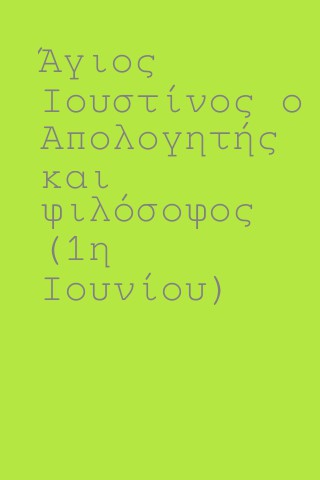 Άγιος
Ιουστίνος ο
Απολογητής
και
φιλόσοφος
(1η
Ιουνίου)